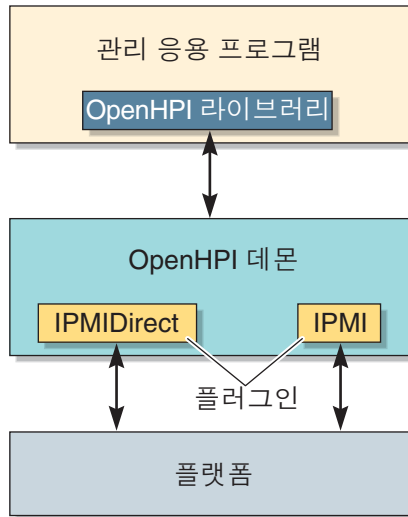 관리 응용 프로그램
OpenHPI 라이브러리
OpenHPI 데몬
IPMIDirect
IPMI
플러그인
플랫폼